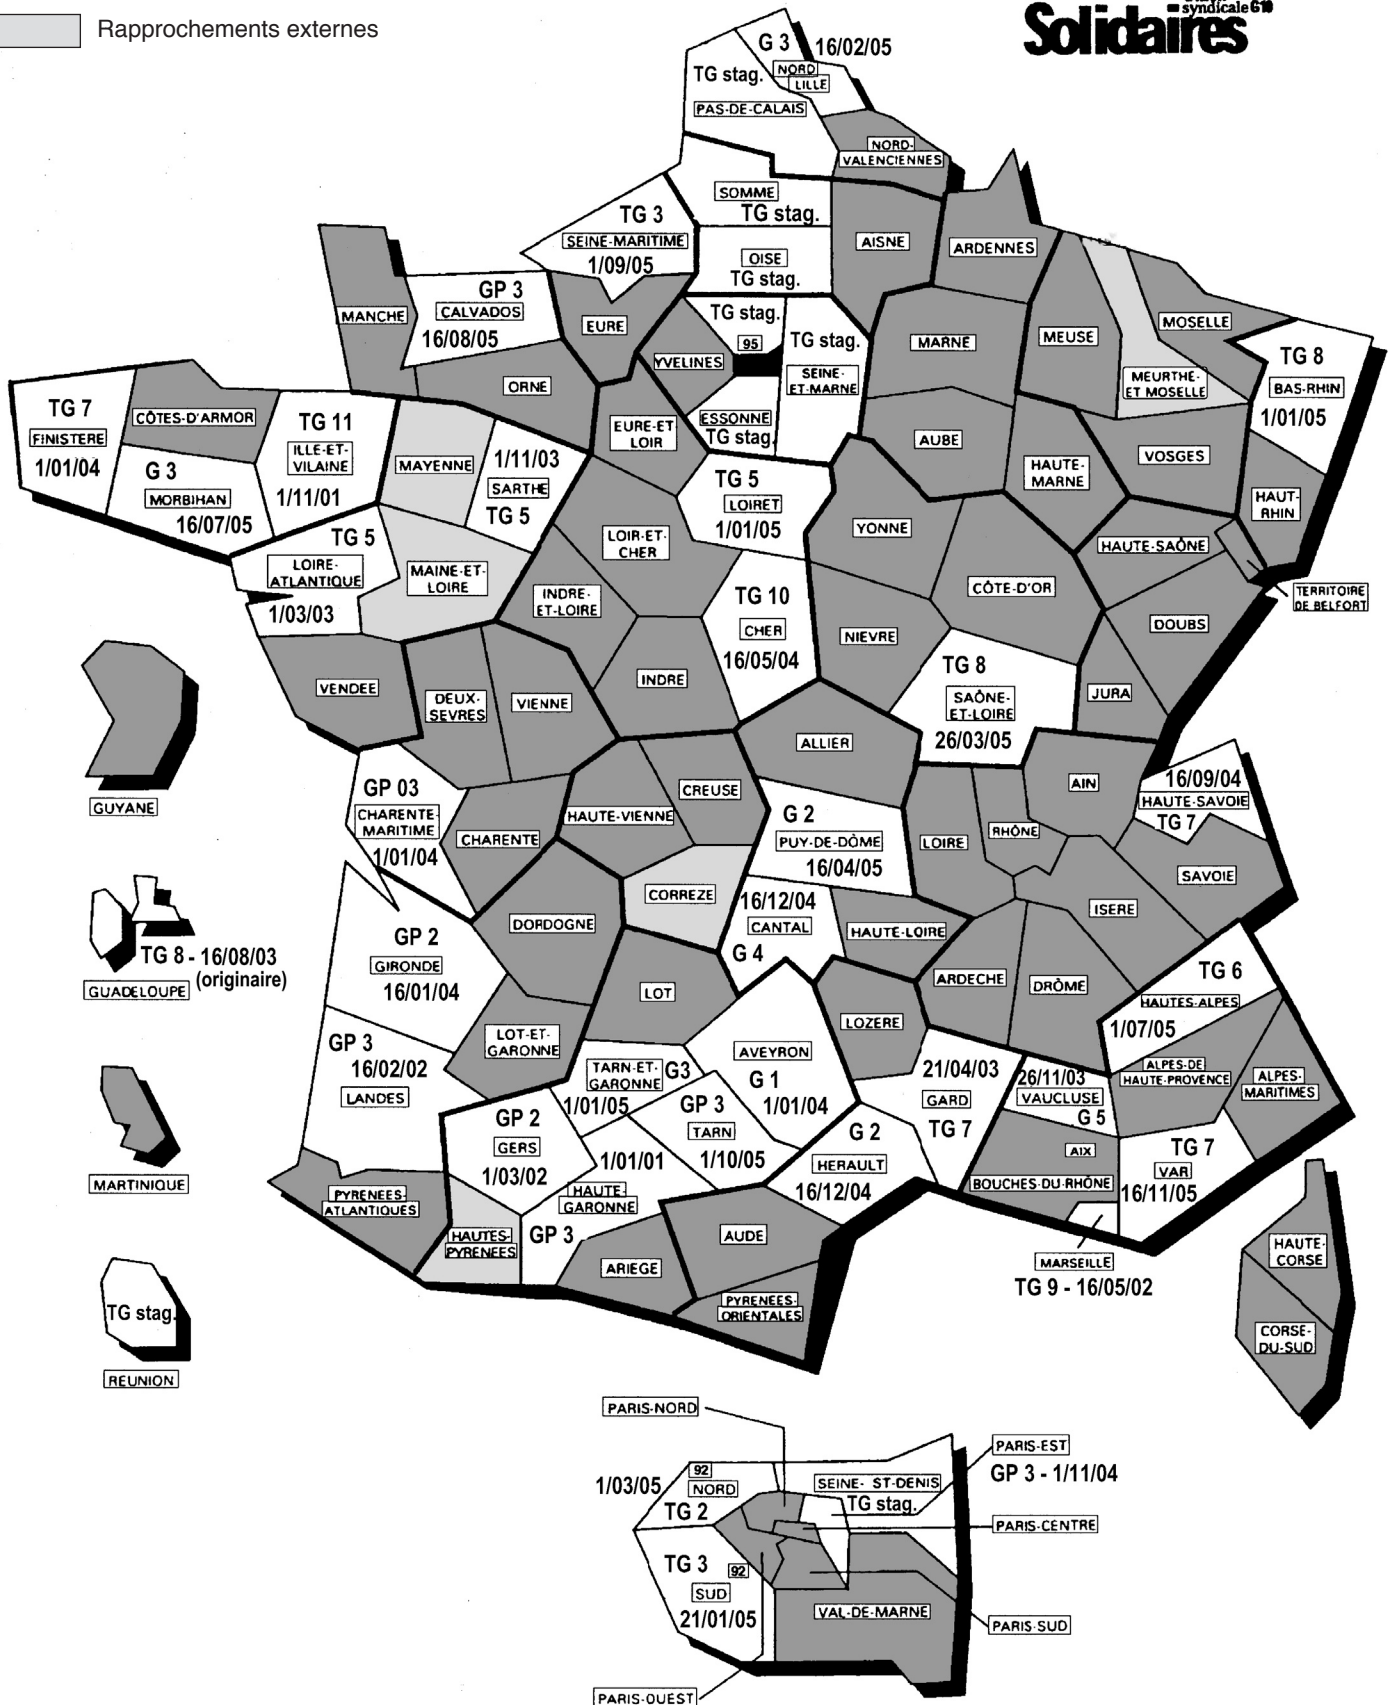 Rapprochements externes
syndicale G10
Solidaires
G 3
16/02/05
NORD
LILLE
TG stag.
PAS-DE-CALAIS
NORD-
VALENCIENNES
SOMME
TG stag.
TG 3
SEINE-MARITIME
1/09/05
OISE
TG stag.
AISNE
ARDENNES
MANCHE
GP 3
CALVADOS
16/08/05
EURE
TG stag.
95
YVELINES
TG stag.
SEINE-
ET-MARNE
ESSONNE
TG stag.
MARNE
MEUSE
MOSELLE
MEURTHE-
ET MOSELLE
TG 8
BAS-RHIN
1/01/05
ORNE
TG 7
FINISTERE
1/01/04
CÔTES-D'ARMOR
TG 11
ILLE-ET-
VILAINE
1/11/01
G 3
MORBIHAN
16/07/05
MAYENNE
1/11/03
SARTHE
TG 5
EURE-ET-
LOIR
TG 5
LOIRET
1/01/05
AUBE
HAUTE-
MARNE
VOSGES
HAUT-
RHIN
YONNE
HAUTE-SAÔNE
TERRITOIRE
DE BELFORT
TG 5
LOIRE-
ATLANTIQUE
1/03/03
MAINE-ET-
LOIRE
LOIR-ET-
CHER
INDRE-
ET-LOIRE
TG 10
CHER
16/05/04
NIEVRE
CÔTE-D'OR
DOUBS
VENDEE
DEUX-
SEVRES
VIENNE
INDRE
TG 8
SAÔNE-
ET-LOIRE
26/03/05
JURA
GUYANE
ALLIER
GP 03
CHARENTE-
MARITIME
1/01/04
CHARENTE
HAUTE-VIENNE
CREUSE
G 2
PUY-DE-DÔME
16/04/05
LOIRE
RHÔNE
AIN
16/09/04
HAUTE-SAVOIE
TG 7
SAVOIE
ISERE
CORREZE
16/12/04
CANTAL
G 4
HAUTE-LOIRE
ARDECHE
DRÔME
TG 8 - 16/08/03
(originaire)
GUADELOUPE
GP 2
GIRONDE
16/01/04
DORDOGNE
LOT
LOZERE
TG 6
HAUTES-ALPES
1/07/05
GP 3
16/02/02
LANDES
LOT-ET-
GARONNE
TARN-ET-
GARONNE
G3
1/01/05
AVEYRON
G 1
1/01/04
21/04/03
GARD
TG 7
26/11/03
VAUCLUSE
G 5
ALPES-DE
HAUTE-PROVENCE
ALPES-
MARITIMES
GP 2
GERS
1/03/02
GP 3
TARN
1/10/05
G 2
HERAULT
16/12/04
AIX
BOUCHES-DU-RHÔNE
TG 7
VAR
16/11/05
MARTINIQUE
PYRENEES-
ATLANTIQUES
HAUTES-
PYRENEES
1/01/01
HAUTE-
GARONNE
GP 3
ARIEGE
AUDE
PYRENEES-
ORIENTALES
MARSEILLE
TG 9 - 16/05/02
HAUTE-
CORSE
CORSE-
DU-SUD
TG stag.
REUNION
PARIS-NORD
PARIS-EST
GP 3 - 1/11/04
1/03/05
92
NORD
TG 2
SEINE- ST-DENIS
TG stag.
PARIS-CENTRE
TG 3
92
SUD
21/01/05
VAL-DE-MARNE
PARIS-SUD
PARIS-OUEST